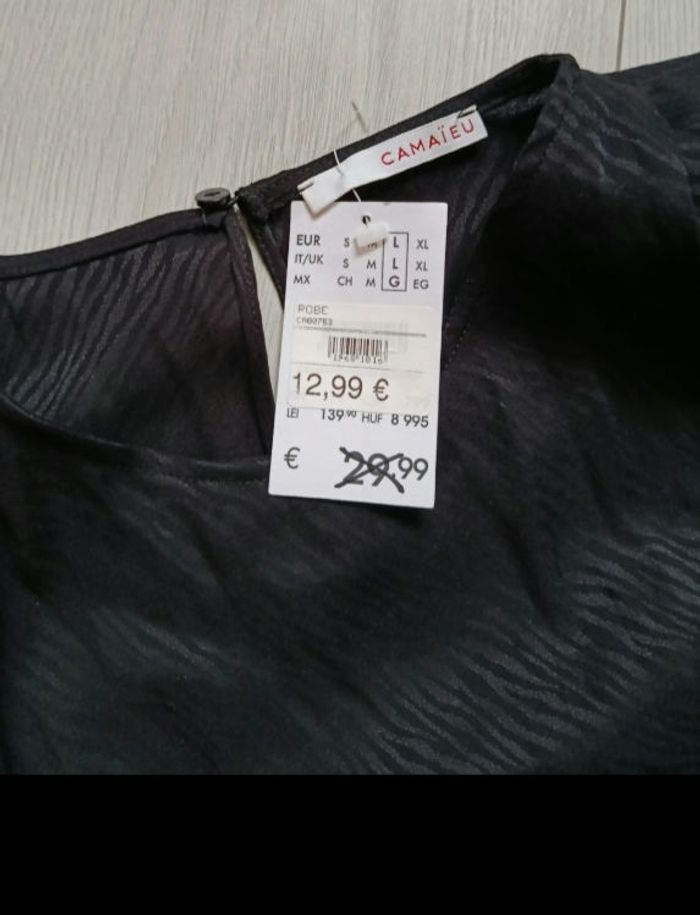 CAMAÏEU
EUR S M L XL
IT/UK S M L XL
MX CH M G EG
ROBE
12,99 €
LEI 139,90 HUF 8 995
€ 29,99